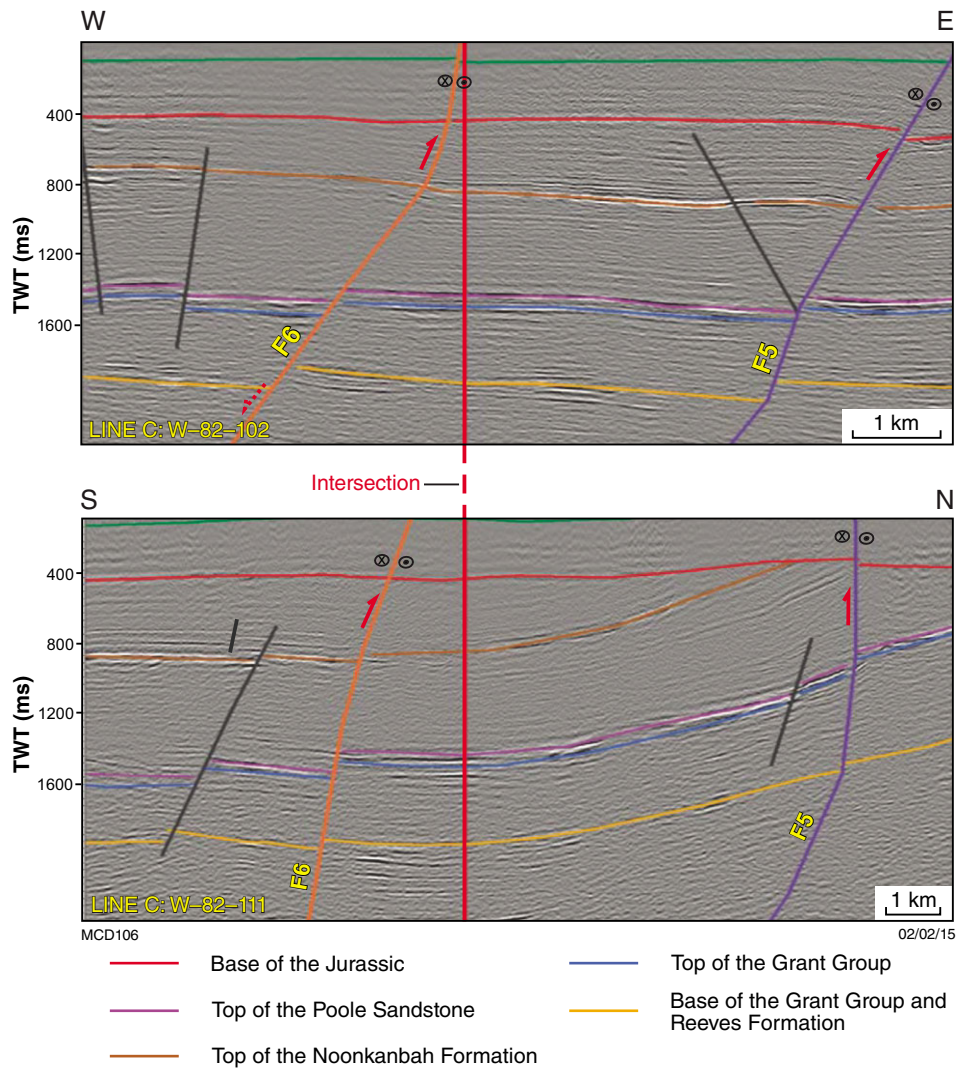 W E
400
800
1200
1600
TWT (ms)
F6
F5
LINE C: W–82–102
1 km
Intersection
S N
400
800
1200
1600
TWT (ms)
F6
F5
LINE C: W–82–111
1 km
MCD106 02/02/15
Base of the Jurassic
Top of the Poole Sandstone
Top of the Noonkanbah Formation
Top of the Grant Group
Base of the Grant Group and
Reeves Formation